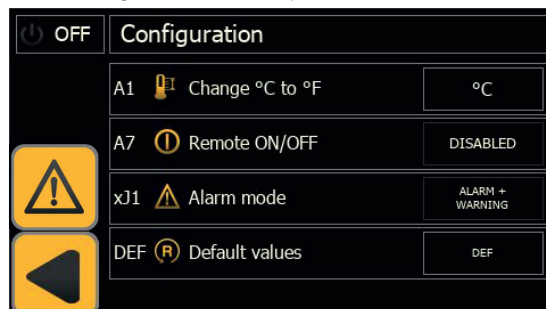 OFF
Configuration
A1 Change °C to °F
°C
A7 Remote ON/OFF
DISABLED
xJ1 Alarm mode
ALARM +
WARNING
DEF R Default values
DEF